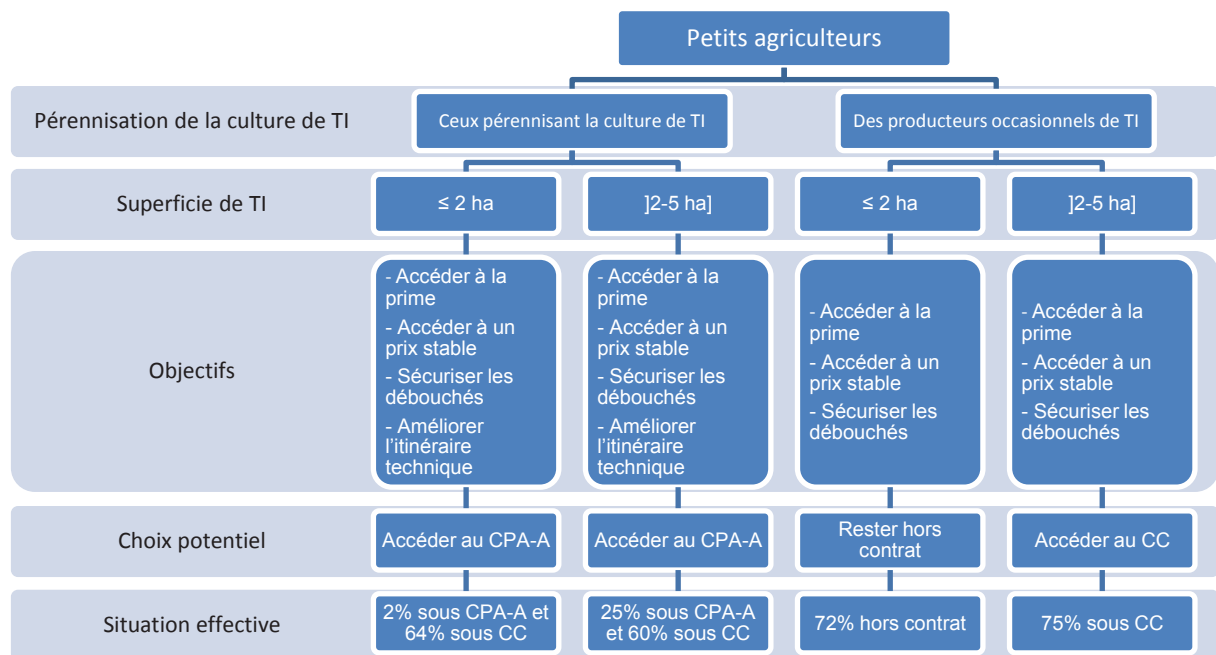 Petits agriculteurs
Pérennisation de la culture de TI
Ceux pérennisant la culture de TI
Des producteurs occasionnels de TI
Superficie de TI
≤ 2 ha
]2-5 ha]
≤ 2 ha
]2-5 ha]
Objectifs
- Accéder à la
prime
- Accéder à un
prix stable
- Sécuriser les
débouchés
- Améliorer
l'itinéraire
technique
- Accéder à la
prime
- Accéder à un
prix stable
- Sécuriser les
débouchés
- Améliorer
l'itinéraire
technique
- Accéder à la
prime
- Accéder à un
prix stable
- Sécuriser les
débouchés
- Accéder à la
prime
- Accéder à un
prix stable
- Sécuriser les
débouchés
Choix potentiel
Accéder au CPA-A
Accéder au CPA-A
Rester hors
contrat
Accéder au CC
Situation effective
2% sous CPA-A et
64% sous CC
25% sous CPA-A
et 60% sous CC
72% hors contrat
75% sous CC